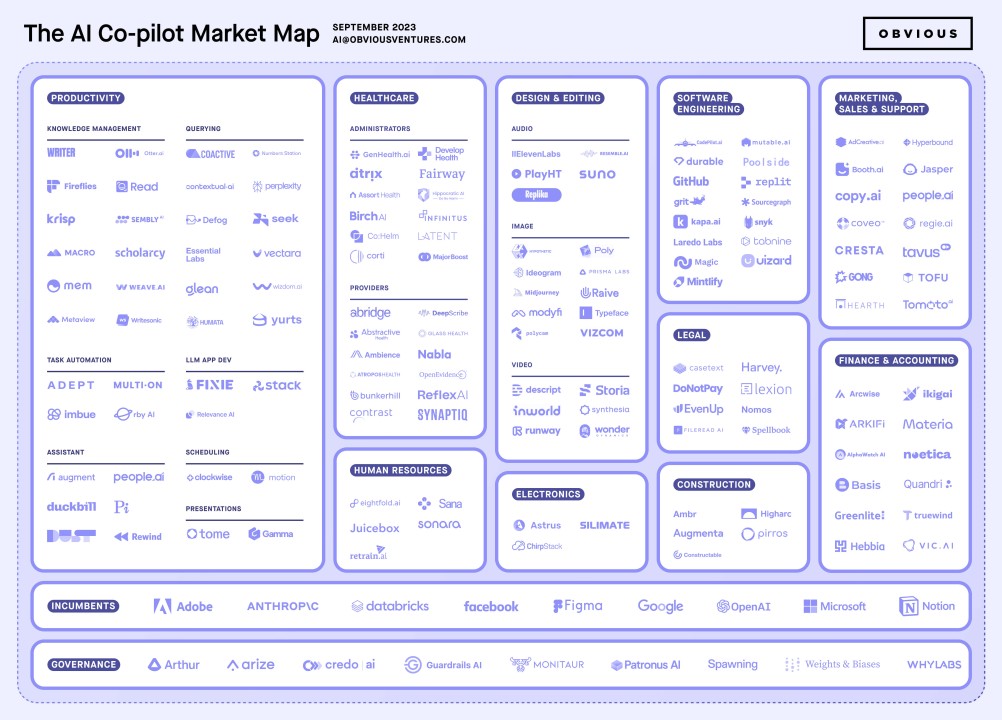 The AI Co-pilot Market Map
SEPTEMBER 2023
AI@OBVIOUSVENTURES.COM
OBVIOUS
PRODUCTIVITY
KNOWLEDGE MANAGEMENT
WRITER Otter.ai
Fireflies Read
krisp SEMBLY AI
MACRO scholarcy
mem WEAVE.AI
Metaview Writesonic
QUERYING
COACTIVE Numbers Station
contextual·ai perplexity
Defog seek
Essential Labs vectara
glean wizdom.ai
HUMATA yurts
TASK AUTOMATION
ADEPT MULTI·ON
imbue Orby AI
LLM APP DEV
FIXIE stack
Relevance AI
ASSISTANT
augment people.ai
duckbill Pi
DUST Rewind
SCHEDULING
clockwise motion
PRESENTATIONS
tome Gamma
HEALTHCARE
ADMINISTRATORS
GenHealth.ai Develop Health
citrix Fairway
Assort Health Hippocratic AI
Birch AI INFINITUS
Co:Helm LATENT
corti MajorBoost
PROVIDERS
abridge DeepScribe
Abstractive Health GLASS HEALTH
Ambience Nabla
ATROPOSHEALTH OpenEvidence
bunkerhill ReflexAI
contrast SYNAPTIQ
HUMAN RESOURCES
eightfold.ai Sana
Juicebox sonara
retrain.ai
DESIGN & EDITING
AUDIO
IIElevenLabs RESEMBLE.AI
PlayHT SUNO
Replika
IMAGE
Poly
Ideogram PRISMA LABS
Midjourney Raive
modyfi Typeface
polycam VIZCOM
VIDEO
descript Storia
inworld synthesia
runway wonder DYNAMICS
ELECTRONICS
Astrus SILIMATE
ChirpStack
SOFTWARE
ENGINEERING
CodePilot.ai mutable.ai
durable Poolside
GitHub replit
grit Sourcegraph
kapa.ai snyk
Laredo Labs tabnine
Magic uizard
Mintlify
LEGAL
casetext Harvey.
DoNotPay lexion
EvenUp Nomos
FILEREAD AI Spellbook
CONSTRUCTION
Ambr Higharc
Augmenta pirros
Constructable
MARKETING,
SALES & SUPPORT
AdCreative.ai Hyperbound
Booth.ai Jasper
copy.ai people.ai
coveo regie.ai
CRESTA tavus
GONG TOFU
HEARTH Tomato
FINANCE & ACCOUNTING
Arcwise ikigai
ARKIFI Materia
AlphaWatch AI noetica
Basis Quandri
Greenlite truewind
Hebbia VIC.AI
INCUMBENTS Adobe ANTHROP\C databricks facebook Figma Google OpenAI Microsoft Notion
GOVERNANCE Arthur arize credo ai Guardrails AI MONITAUR Patronus AI Spawning Weights & Biases WHYLABS